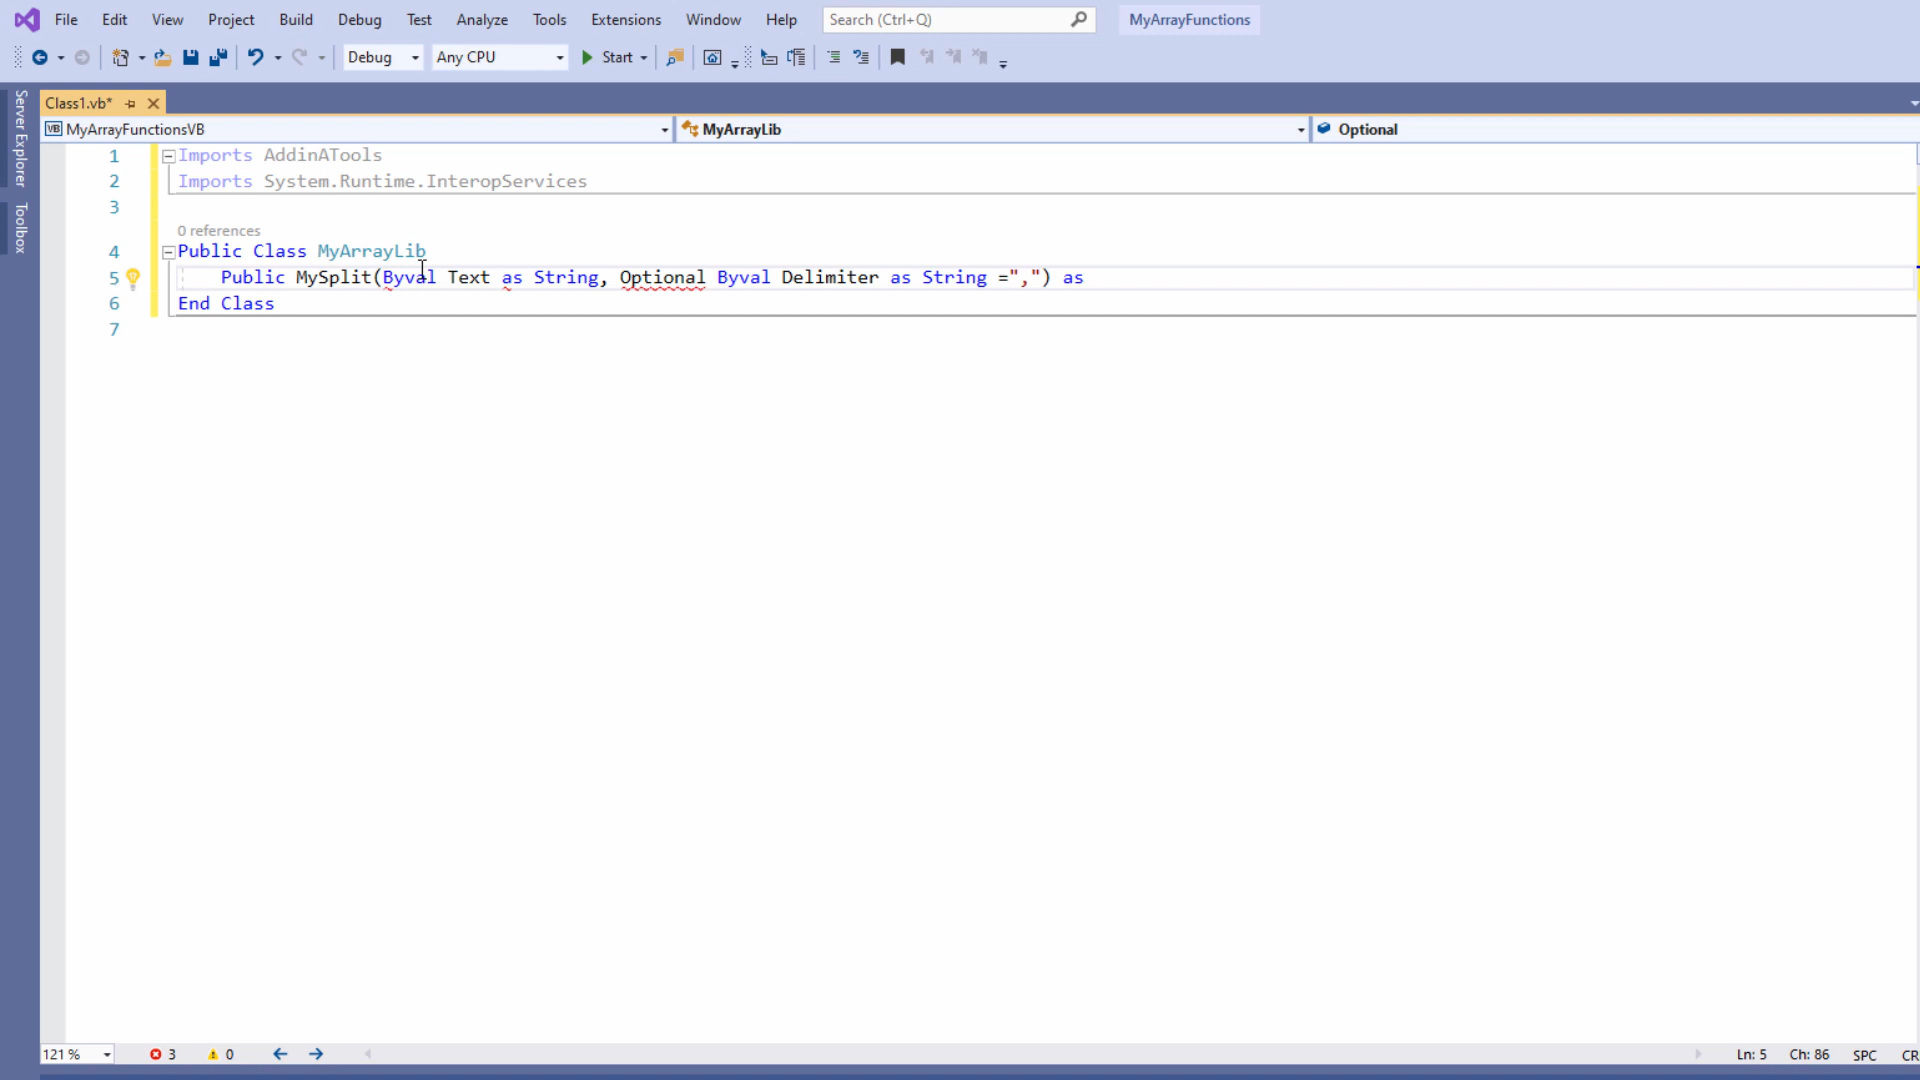 File Edit View Project Build Debug Test Analyze Tools Extensions Window Help Search (Ctrl+Q) MyArrayFunctions
Debug Any CPU Start
Server Explorer
Toolbox
Class1.vb*
VB MyArrayFunctionsVB MyArrayLib Optional
1 Imports AddinATools
2 Imports System.Runtime.InteropServices
3
0 references
4 Public Class MyArrayLib
5 Public MySplit(Byval Text as String, Optional Byval Delimiter as String =",") as
6 End Class
7
121 % 3 0 Ln: 5 Ch: 86 SPC CR